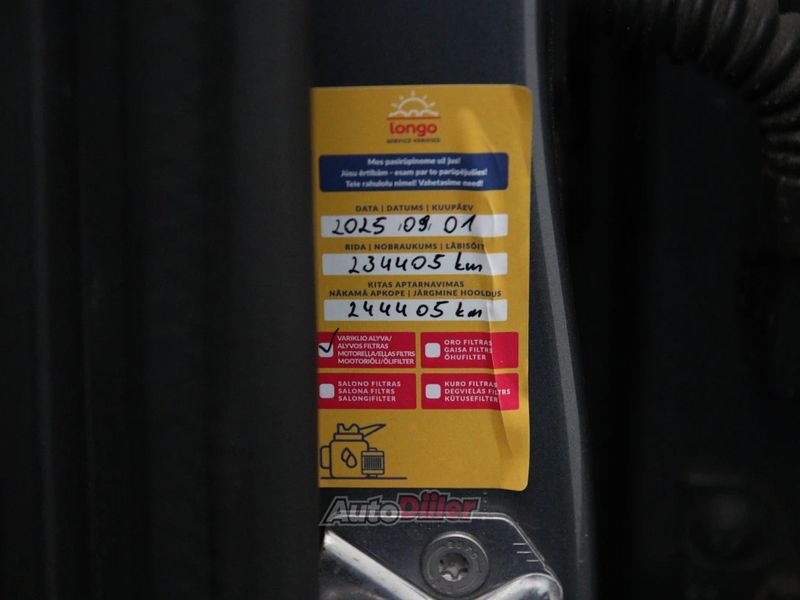 longo
SERVICE VERIFIED
Mes pasirūpinome už jus!
Jūsu ērtībām - esam par to parūpējušies!
Teie rahulolu nimel! Vahetasime need!
DATA | DATUMS | KUUPÄEV
2025 09 01
RIDA | NOBRAUKUMS | LÄBISÕIT
234405 km
KITAS APTARNAVIMAS
NĀKAMĀ APKOPE | JÄRGMINE HOOLDUS
244405 km
VARIKLIO ALYVA/
ALYVOS FILTRAS
MOTOREĻĻA/EĻĻAS FILTRS
MOOTORIÕLI/ÕLIFILTER
ORO FILTRAS
GAISA FILTRS
ÕHUFILTER
SALONO FILTRAS
SALONA FILTRS
SALONGIFILTER
KURO FILTRAS
DEGVIELAS FILTRS
KÜTUSEFILTER
AutoDiiler